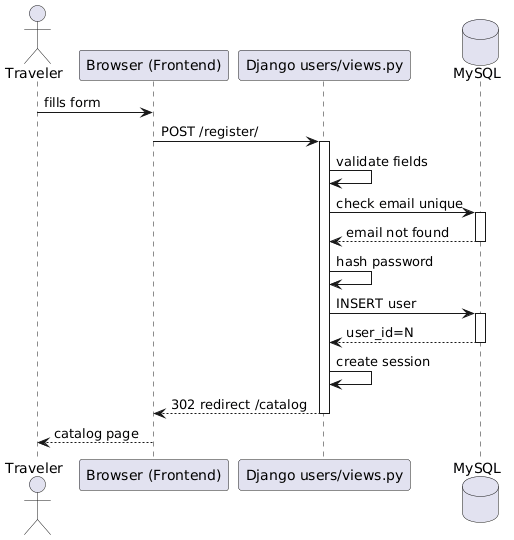 Traveler
Browser (Frontend)
Django users/views.py
MySQL
fills form
POST /register/
validate fields
check email unique
email not found
hash password
INSERT user
user_id=N
create session
302 redirect /catalog
catalog page
Traveler
Browser (Frontend)
Django users/views.py
MySQL